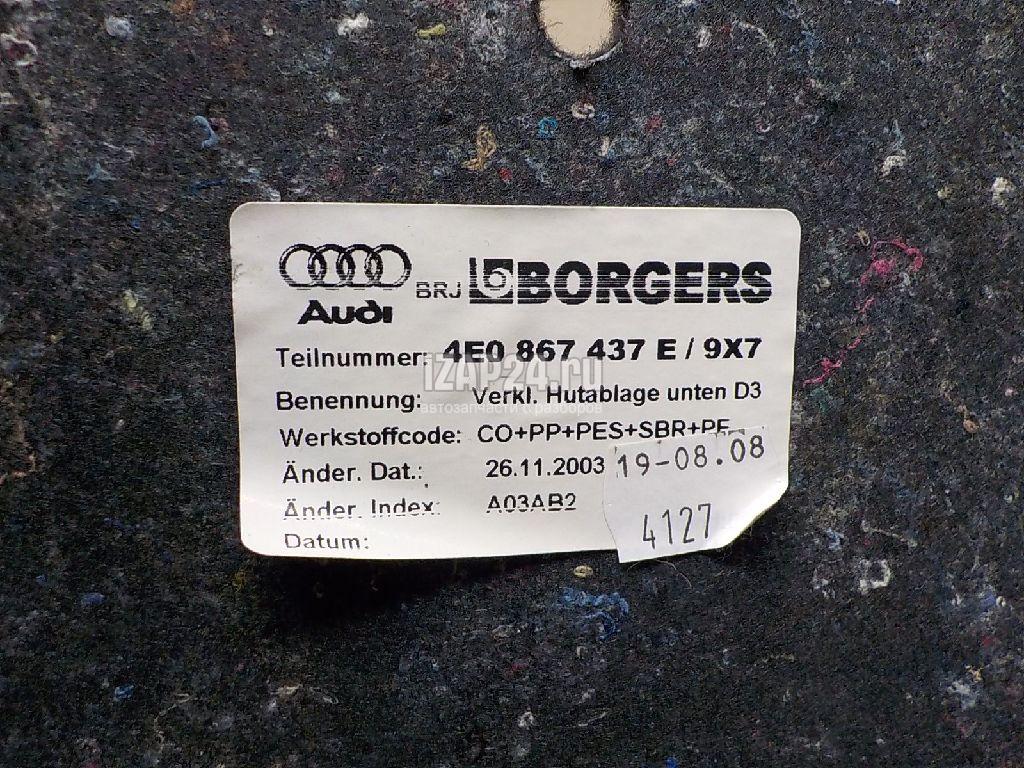 Audi BRJ BORGERS
Teilnummer: 4E0 867 437 E / 9X7
Benennung: Verkl. Hutablage unten D3
Werkstoffcode: CO+PP+PES+SBR+PE
Änder. Dat.: 26.11.2003
19-08.08
Änder. Index: A03AB2
4127
Datum:
iZAP24.ru
автозапчасти с разборов